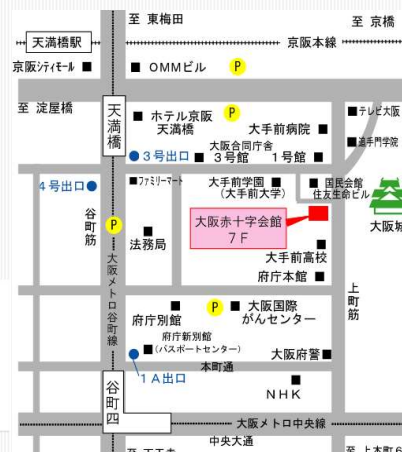 至 東梅田
至 京橋
天満橋駅
京阪本線
京阪シティモール
OMMビル
P
至 淀屋橋
天満橋
ホテル京阪
天満橋
P
テレビ大阪
大手前病院
大阪合同庁舎
3号館 1号館
追手門学院
3号出口
4号出口
ファミリーマート
大手前学園
(大手前大学)
国民会館
住友生命ビル
大阪城
谷町筋
P
法務局
大阪赤十字会館
7F
大手前高校
府庁本館
上町筋
大阪メトロ谷町線
府庁別館
P
大阪国際
がんセンター
府庁新別館
(パスポートセンター)
大阪府警
本町通
1A出口
谷町四
NHK
大阪メトロ中央線
中央大通